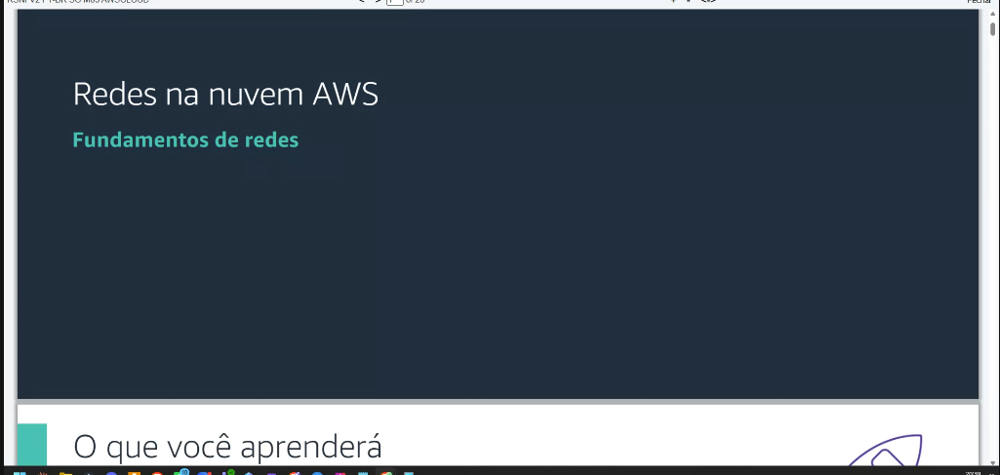 Redes na nuvem AWS
Fundamentos de redes
O que você aprenderá